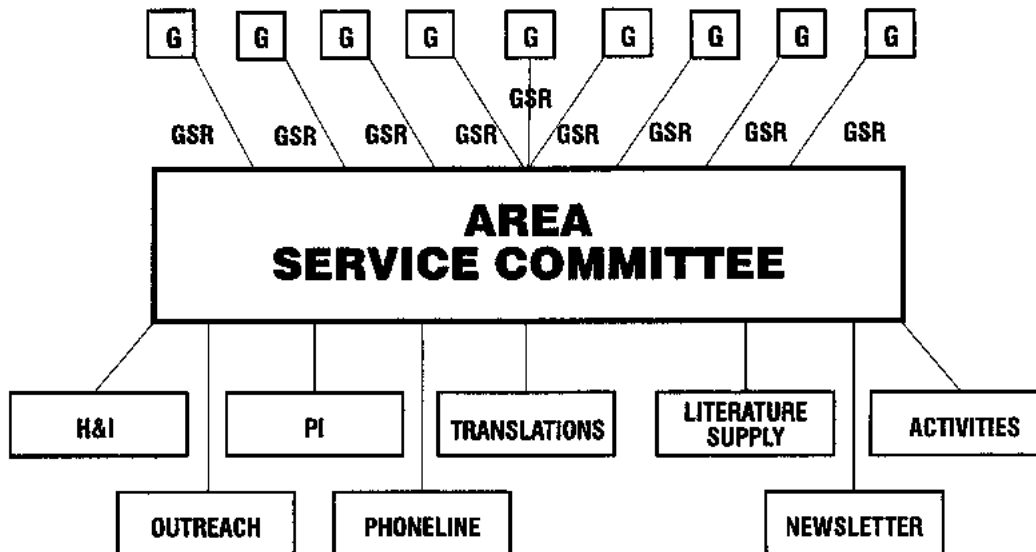 G G G G G G G G G
GSR
GSR GSR GSR GSR GSR GSR GSR GSR
AREA
SERVICE COMMITTEE
H&I PI TRANSLATIONS LITERATURE SUPPLY ACTIVITIES
OUTREACH PHONELINE NEWSLETTER